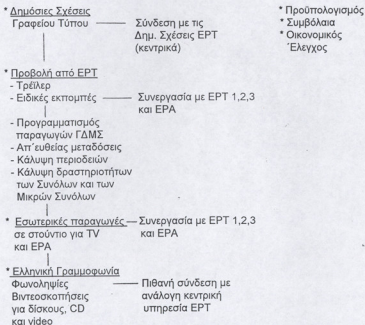 * Δημόσιες Σχέσεις
Γραφείου Τύπου
Σύνδεση με τις
Δημ. Σχέσεις ΕΡΤ
(κεντρικά)
* Προβολή από ΕΡΤ
- Τρέϊλερ
- Ειδικές εκπομπές
Συνεργασία με ΕΡΤ 1,2,3
και ΕΡΑ
- Προγραμματισμός
παραγωγών ΓΔΜΣ
- Απ΄ευθείας μεταδόσεις
- Κάλυψη περιοδειών
- Κάλυψη δραστηριοτήτων
των Συνόλων και των
Μικρών Συνόλων
* Εσωτερικές παραγωγές
σε στούντιο για TV
και ΕΡΑ
Συνεργασία με ΕΡΤ 1,2,3
και ΕΡΑ
* Ελληνική Γραμμοφωνία
Φωνοληψίες
Βιντεοσκοπήσεις
για δίσκους, CD
και video
Πιθανή σύνδεση με
ανάλογη κεντρική
υπηρεσία ΕΡΤ
* Προϋπολογισμός
* Συμβόλαια
* Οικονομικός
Έλεγχος